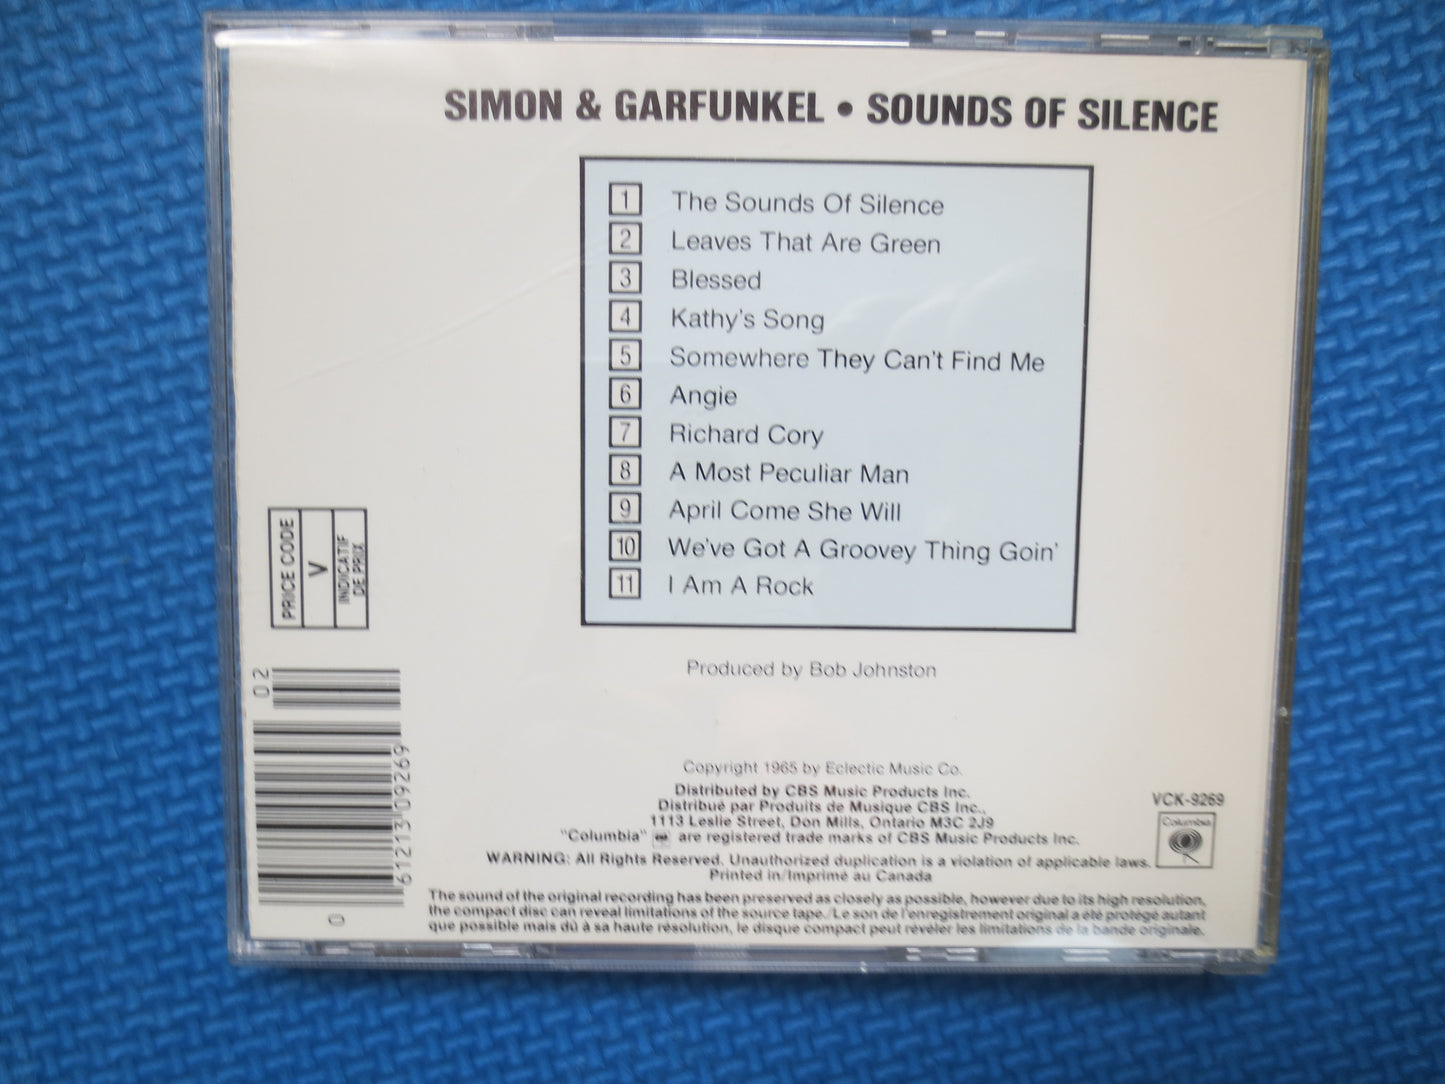 SIMON & GARFUNKEL • SOUNDS OF SILENCE
1 The Sounds Of Silence
2 Leaves That Are Green
3 Blessed
4 Kathy's Song
5 Somewhere They Can't Find Me
6 Angie
7 Richard Cory
8 A Most Peculiar Man
9 April Come She Will
10 We've Got A Groovey Thing Goin'
11 I Am A Rock
Produced by Bob Johnston
Copyright 1965 by Eclectic Music Co.
Distributed by CBS Music Products Inc.
Distribué par Produits de Musique CBS Inc.,
1113 Leslie Street, Don Mills, Ontario M3C 2J9
"Columbia" are registered trade marks of CBS Music Products Inc.
WARNING: All Rights Reserved. Unauthorized duplication is a violation of applicable laws.
Printed in/Imprimé au Canada
The sound of the original recording has been preserved as closely as possible, however due to its high resolution,
the compact disc can reveal limitations of the source tape./Le son de l'enregistrement original a été protégé autant
que possible mais dû à sa haute résolution, le disque compact peut révéler les limitations de la bande originale.
VCK-9269
Columbia
PRICE CODE
V
INDICATIF
DE PRIX
02
61213 09269
0